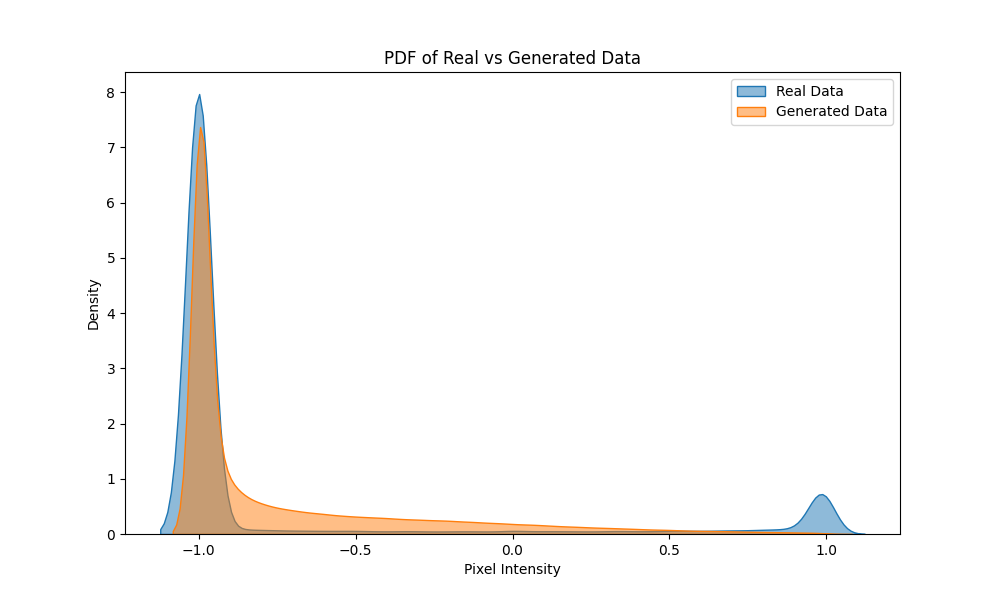 PDF of Real vs Generated Data
Real Data
Generated Data
Density
8
7
6
5
4
3
2
1
0
−1.0
−0.5
0.0
0.5
1.0
Pixel Intensity